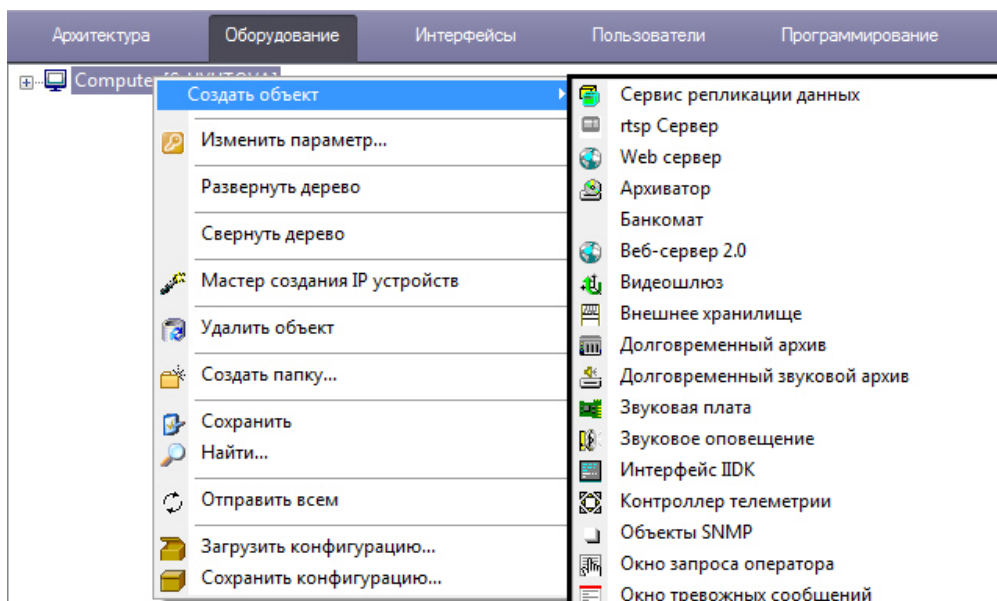 Архитектура Оборудование Интерфейсы Пользователи Программирование
Computer
Создать объект
Изменить параметр...
Развернуть дерево
Свернуть дерево
Мастер создания IP устройств
Удалить объект
Создать папку...
Сохранить
Найти...
Отправить всем
Загрузить конфигурацию...
Сохранить конфигурацию...
Сервис репликации данных
rtsp Сервер
Web сервер
Архиватор
Банкомат
Веб-сервер 2.0
Видеошлюз
Внешнее хранилище
Долговременный архив
Долговременный звуковой архив
Звуковая плата
Звуковое оповещение
Интерфейс IIDK
Контроллер телеметрии
Объекты SNMP
Окно запроса оператора
Окно тревожных сообщений